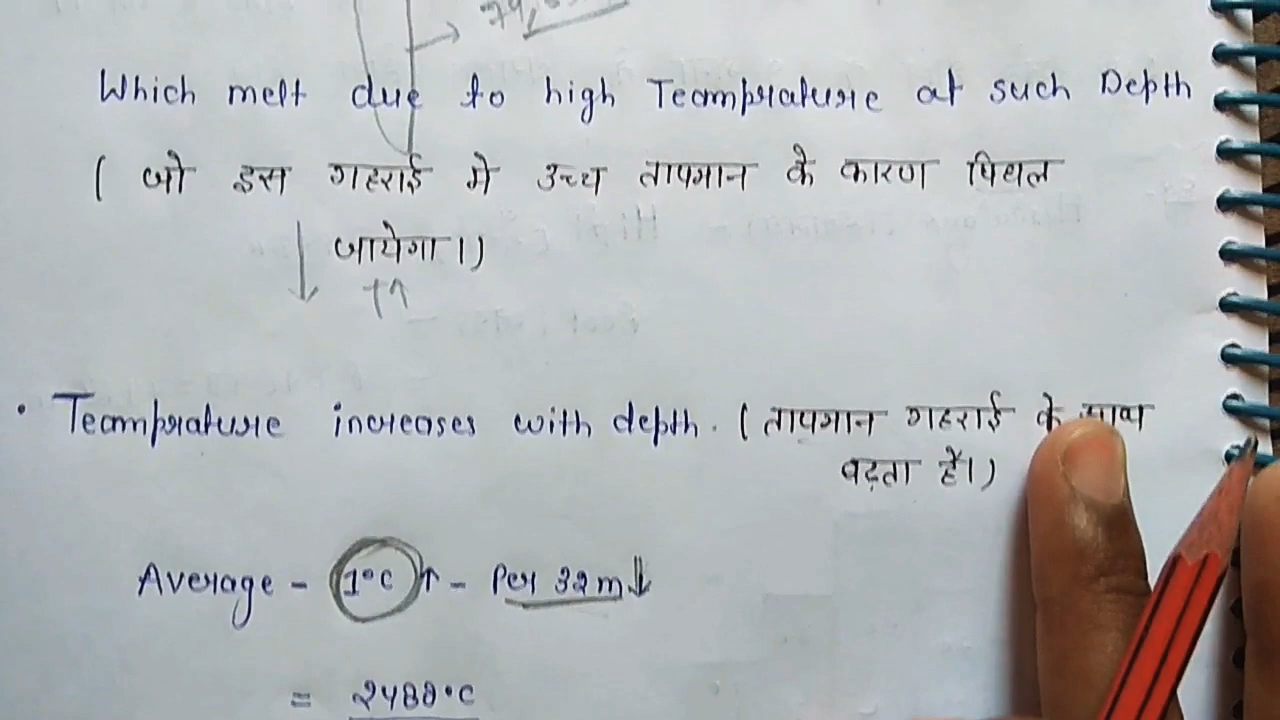 Which melt due to high Teamprature at such Depth
( जो इस गहराई मे उच्च तापमान के कारण पिघल
जायेगा।)
T↑
• Teamprature increases with depth. (तापमान गहराई के साथ
बढ़ता है।)
Average - 1°C ↑ - Per 32m ↓
=